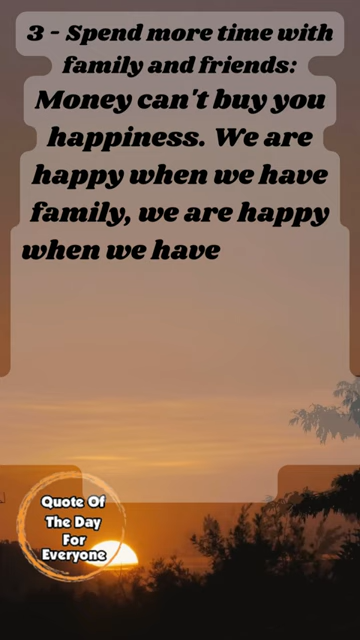 3 - Spend more time with
family and friends:
Money can't buy you
happiness. We are
happy when we have
family, we are happy
when we have
Quote Of
The Day
For
Everyone